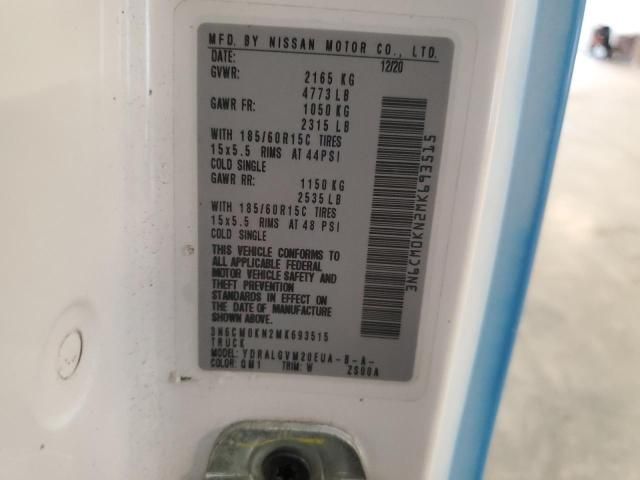 MFD. BY NISSAN MOTOR CO., LTD.
DATE: 12/20
GVWR: 2165 KG
4773 LB
GAWR FR: 1050 KG
2315 LB
WITH 185/60R15C TIRES
15x5.5 RIMS AT 44PSI
COLD SINGLE
GAWR RR: 1150 KG
2535 LB
WITH 185/60R15C TIRES
15x5.5 RIMS AT 48 PSI
COLD SINGLE
THIS VEHICLE CONFORMS TO
ALL APPLICABLE FEDERAL
MOTOR VEHICLE SAFETY AND
THEFT PREVENTION
STANDARDS IN EFFECT ON
THE DATE OF MANUFACTURE
SHOWN ABOVE.
3N6CM0KN2MK693515
TRUCK
MODEL: YDRALGVM20EUA-B-A-
COLOR: QM1 TRIM: W ZS00A
3N6CM0KN2MK693515